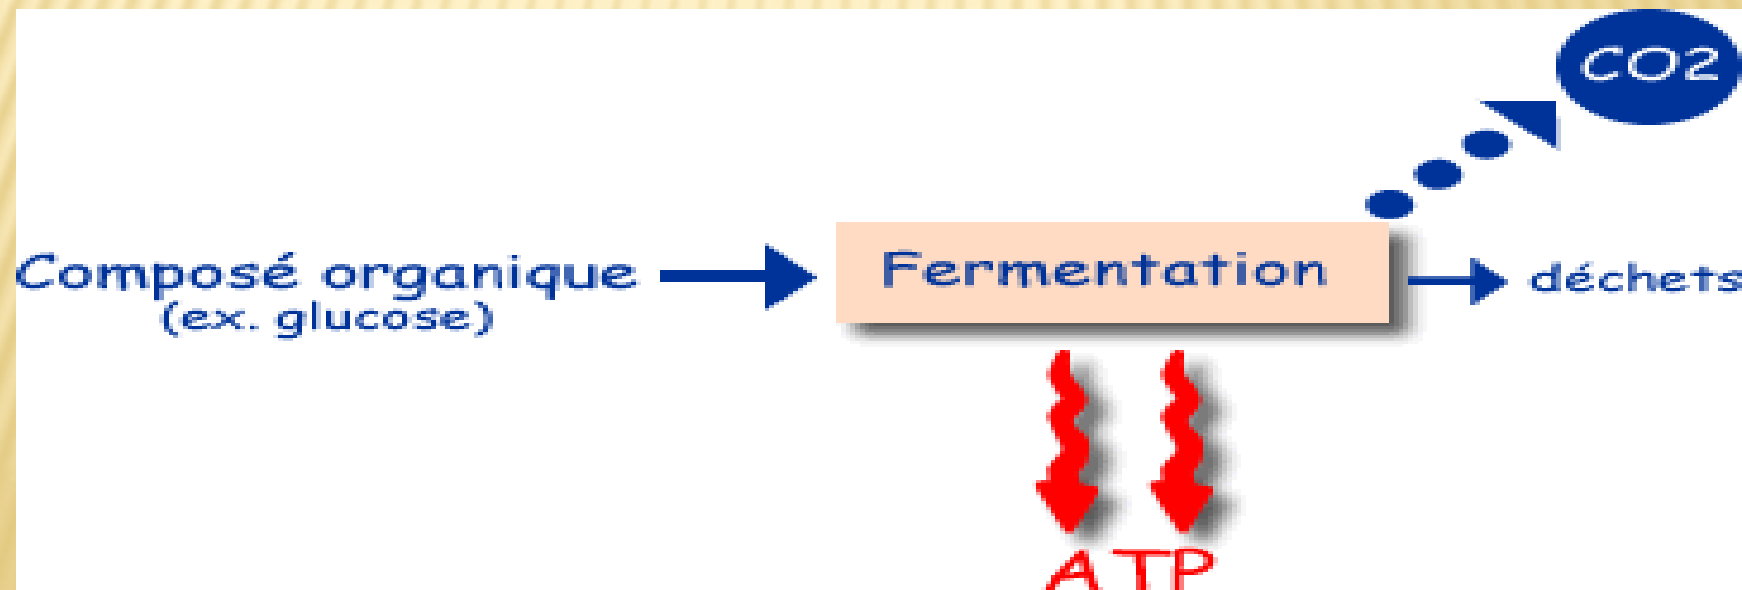 CO2
Composé organique
(ex. glucose)
Fermentation
déchets
ATP